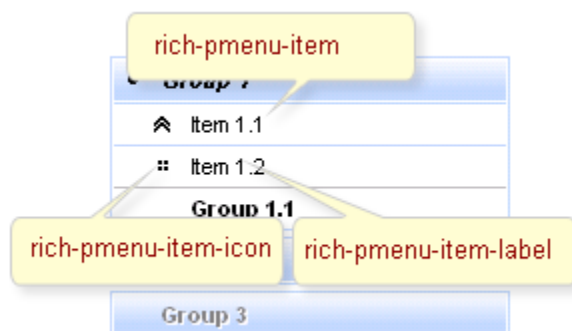 rich-pmenu-item
Group 1
Item 1.1
Item 1.2
Group 1.1
rich-pmenu-item-icon
rich-pmenu-item-label
Group 3